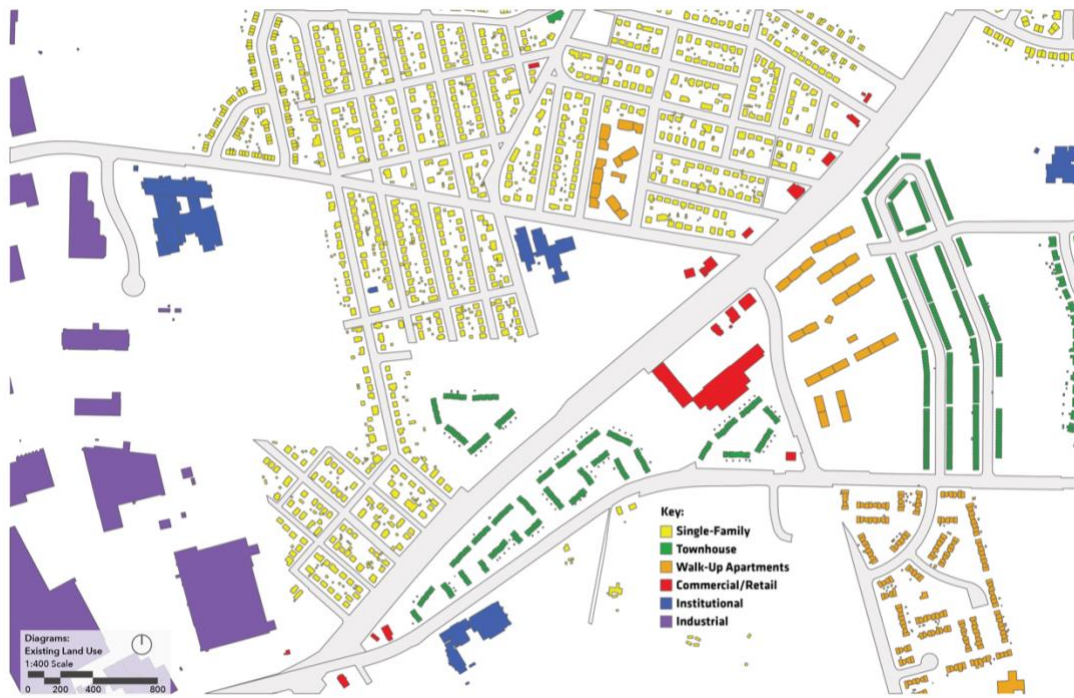 Key:
Single-Family
Townhouse
Walk-Up Apartments
Commercial/Retail
Institutional
Industrial
Diagrams:
Existing Land Use
1:400 Scale
0 200 400 800